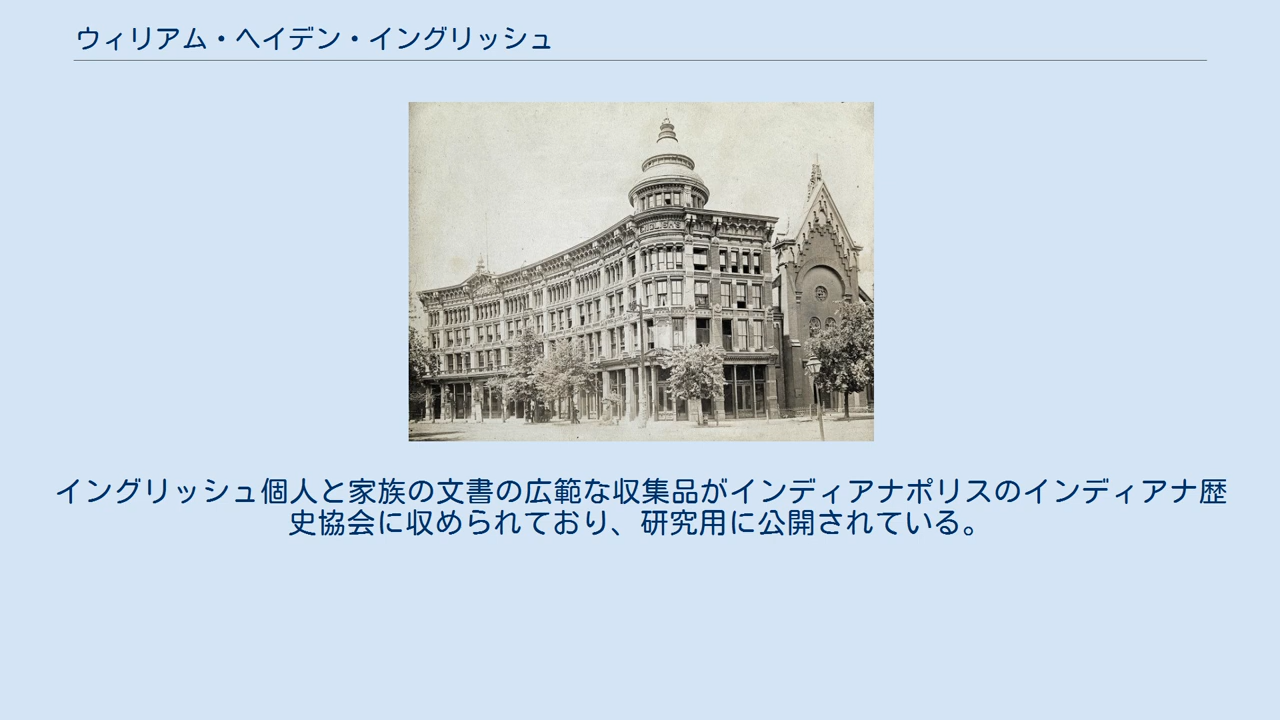 ウィリアム・ヘイデン・イングリッシュ
イングリッシュ個人と家族の文書の広範な収集品がインディアナポリスのインディアナ歴
史協会に収められており、研究用に公開されている。